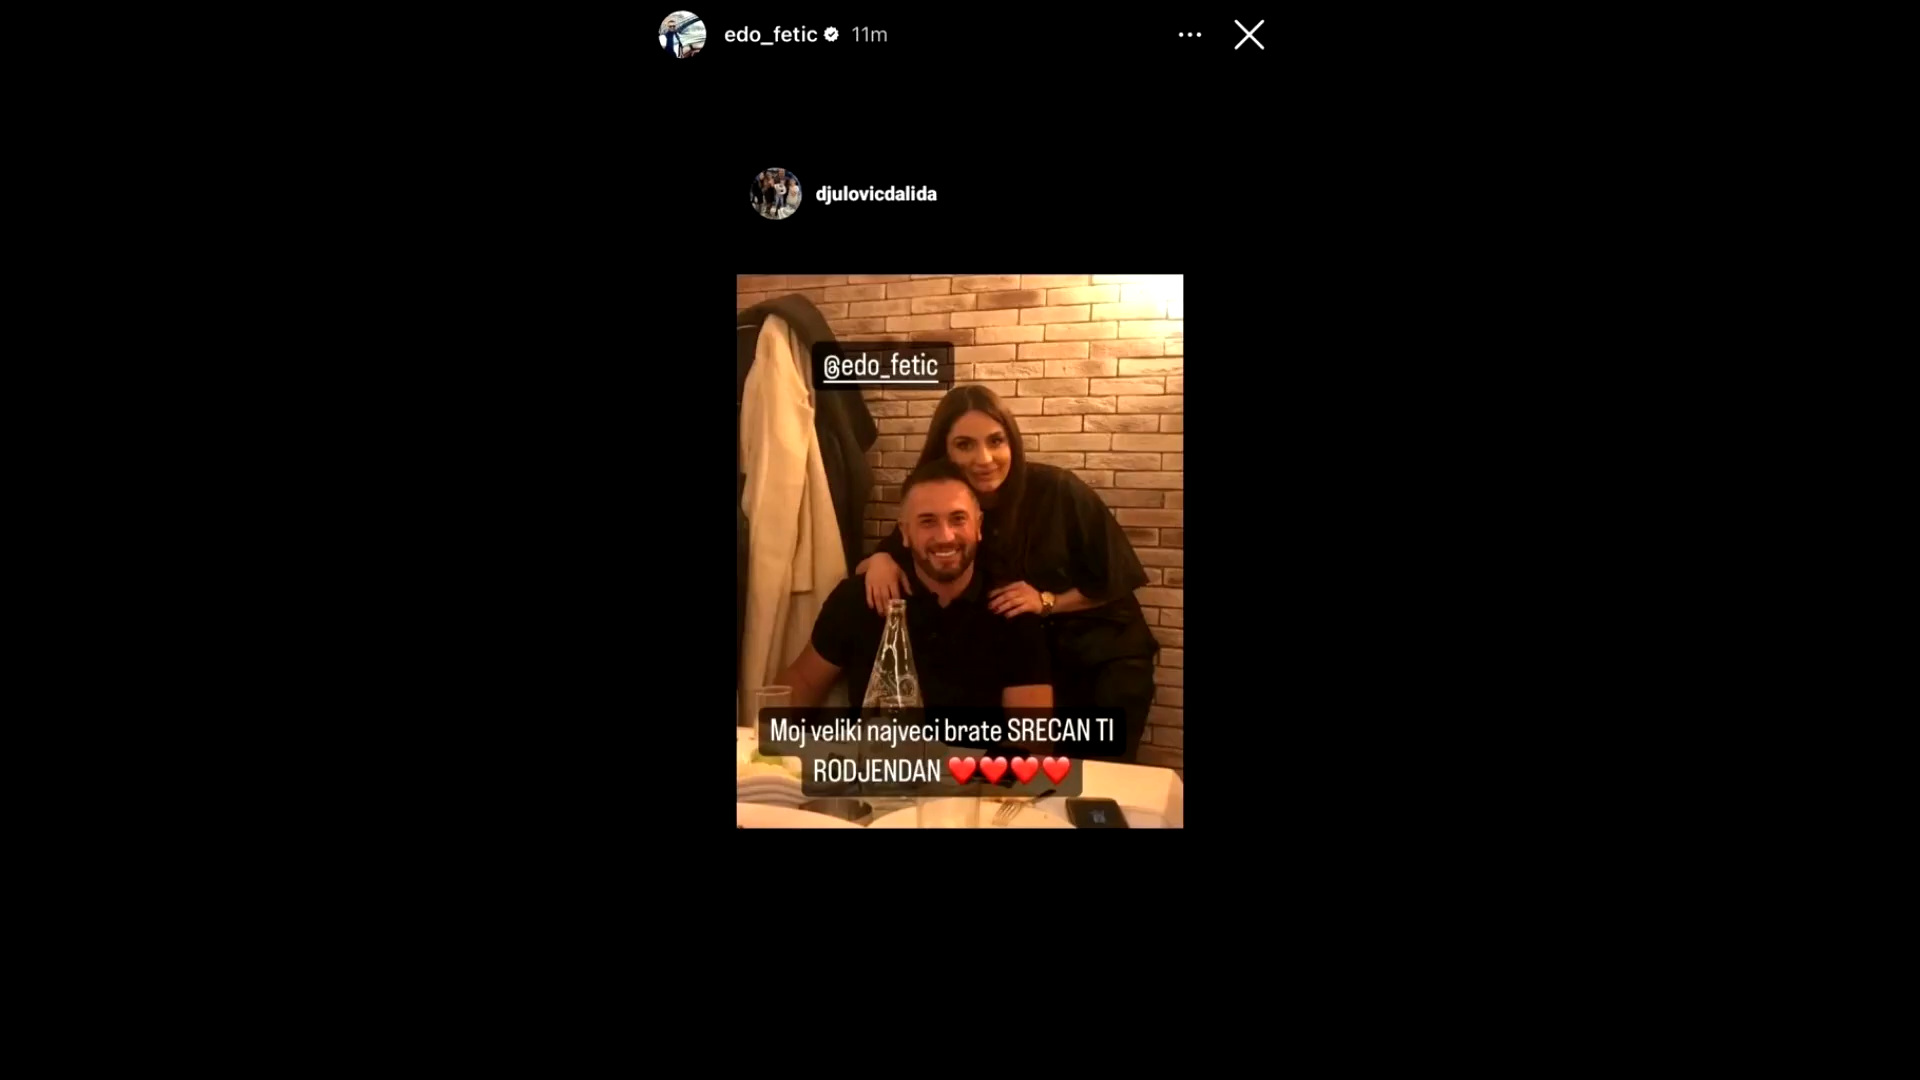 edo_fetic 11m
djulovicdalida
@edo_fetic
Moj veliki najveci brate SRECAN TI
RODJENDAN ❤️❤️❤️❤️